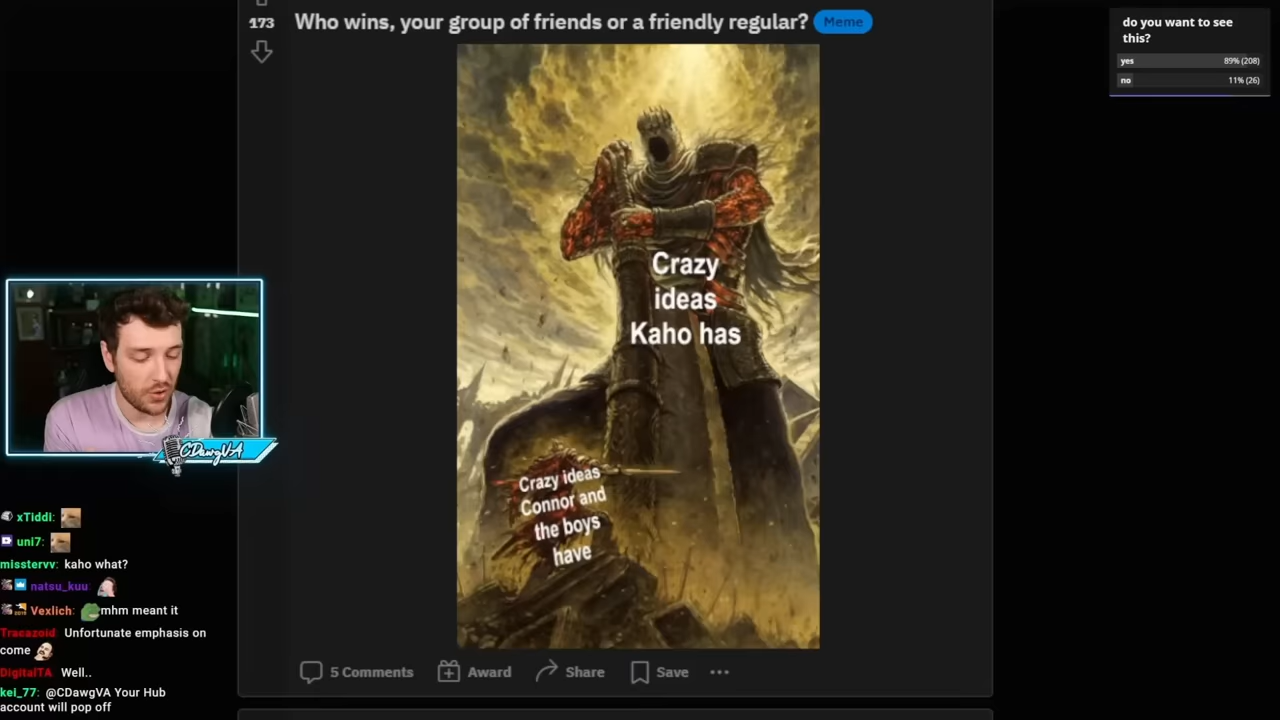 173
Who wins, your group of friends or a friendly regular? Meme
do you want to see
this?
yes 89% (208)
no 11% (26)
Crazy
ideas
Kaho has
Crazy ideas
Connor and
the boys
have
CDawgVA
xTiddi:
uni7:
misstervv: kaho what?
natsu_kuu:
Vexlich: mhm meant it
Tracazoid: Unfortunate emphasis on
come
DigitalTA: Well..
kei_77: @CDawgVA Your Hub
account will pop off
5 Comments Award Share Save